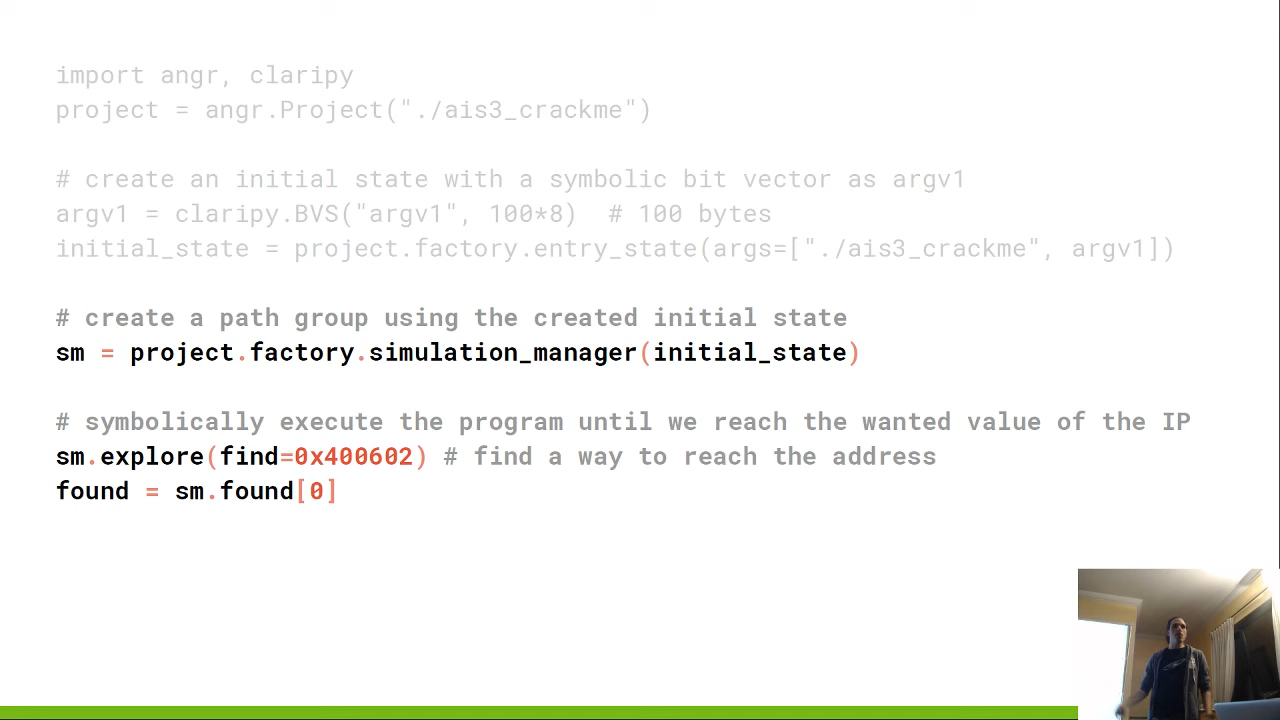 import angr, claripy
project = angr.Project("./ais3_crackme")
# create an initial state with a symbolic bit vector as argv1
argv1 = claripy.BVS("argv1", 100*8)  # 100 bytes
initial_state = project.factory.entry_state(args=["./ais3_crackme", argv1])
# create a path group using the created initial state
sm = project.factory.simulation_manager(initial_state)
# symbolically execute the program until we reach the wanted value of the IP
sm.explore(find=0x400602) # find a way to reach the address
found = sm.found[0]